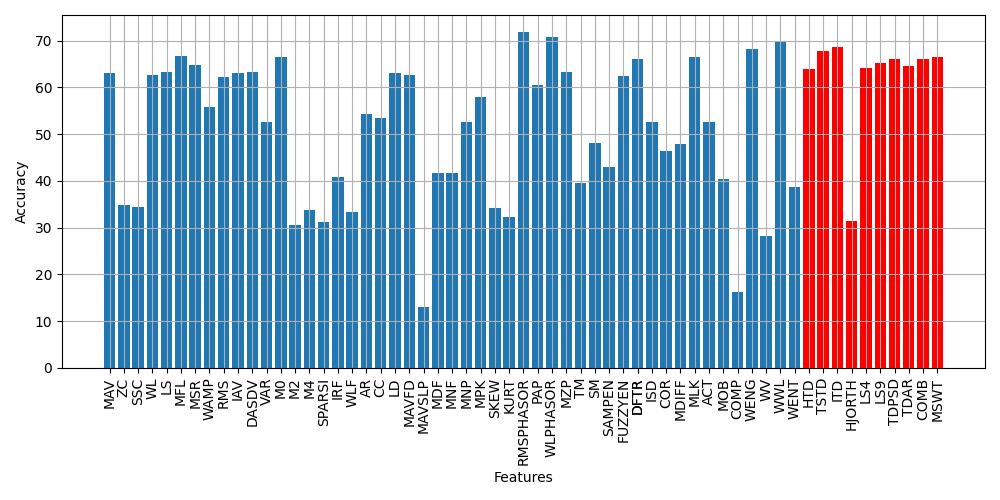 Accuracy
70
60
50
40
30
20
10
0
MAV
ZC
SSC
WL
LS
MFL
MSR
WAMP
RMS
IAV
DASDV
VAR
M0
M2
M4
SPARSI
IRF
WLF
AR
CC
LD
MAVFD
MAVSLP
MDF
MNF
MNP
MPK
SKEW
KURT
RMSPHASOR
PAP
WLPHASOR
MZP
TM
SM
SAMPEN
FUZZYEN
DFTR
ISD
COR
MDIFF
MLK
ACT
MOB
COMP
WENG
WV
WWL
WENT
HTD
TSTD
ITD
HJORTH
LS4
LS9
TDPSD
TDAR
COMB
MSWT
Features